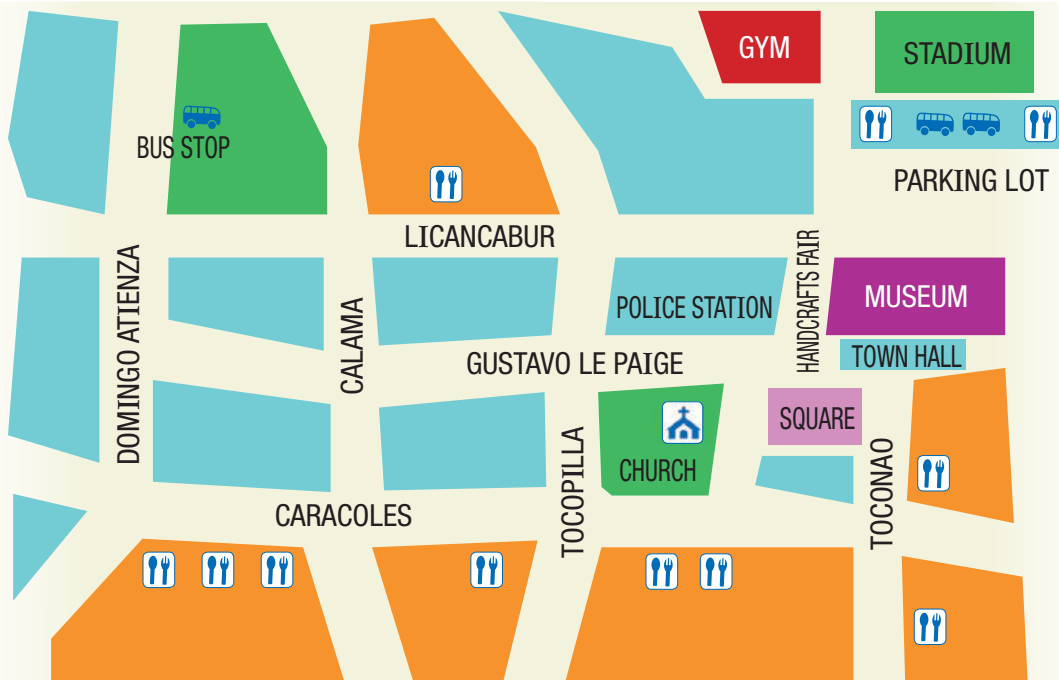 GYM
STADIUM
BUS STOP
PARKING LOT
LICANCABUR
HANDCRAFTS FAIR
DOMINGO ATIENZA
CALAMA
POLICE STATION
MUSEUM
GUSTAVO LE PAIGE
TOWN HALL
SQUARE
CHURCH
TOCOPILLA
TOCONAO
CARACOLES